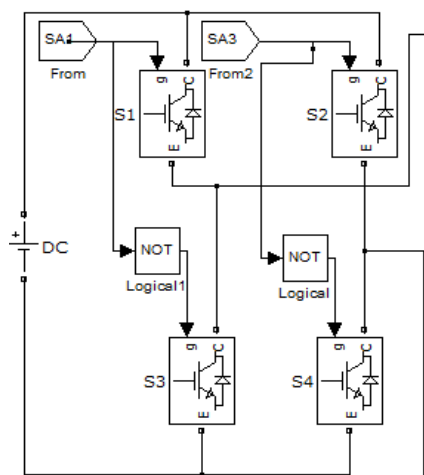 SA1
SA3
From
From2
g
C
g
C
S1
S2
E
E
DC
NOT
NOT
Logical1
Logical
g
C
g
C
S3
S4
E
E